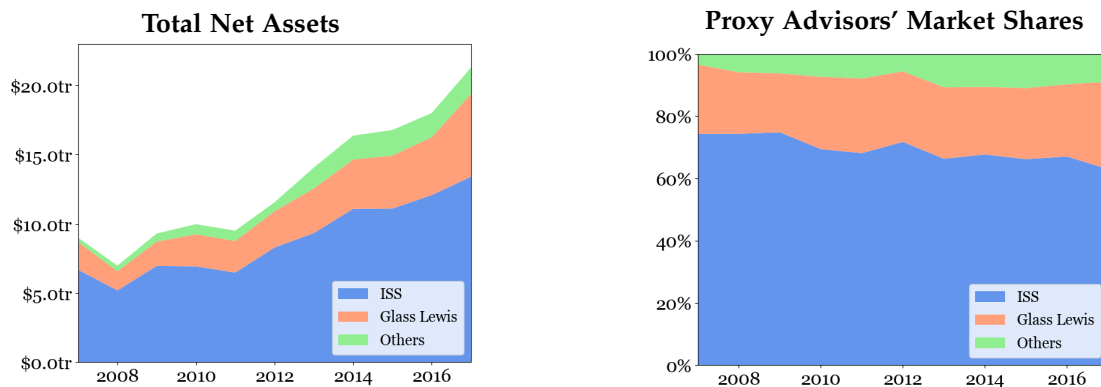 Total Net Assets
$20.0tr
$15.0tr
$10.0tr
$5.0tr
$0.0tr
2008 2010 2012 2014 2016
ISS
Glass Lewis
Others
Proxy Advisors’ Market Shares
100%
80%
60%
40%
20%
0%
2008 2010 2012 2014 2016
ISS
Glass Lewis
Others